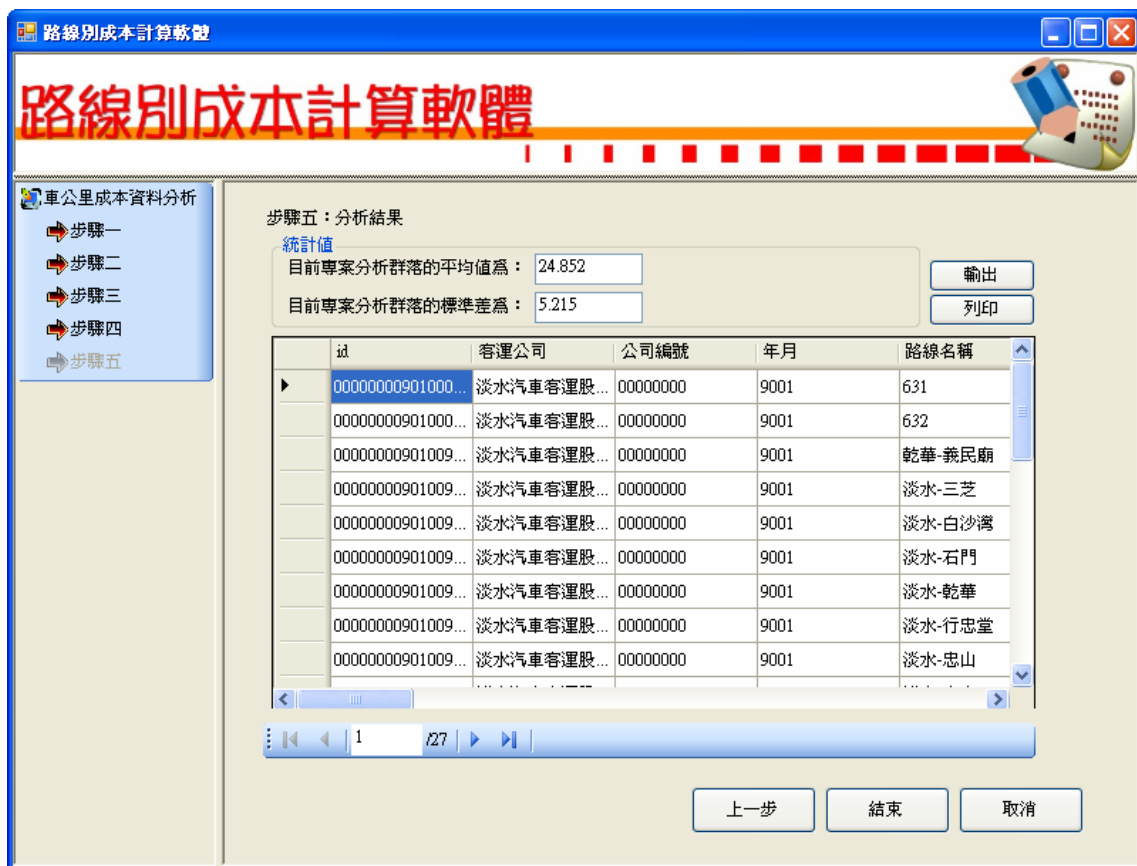 路線別成本計算軟體
路線別成本計算軟體
車公里成本資料分析
步驟一
步驟二
步驟三
步驟四
步驟五
步驟五：分析結果
統計值
目前專案分析群落的平均值為： 24.852
目前專案分析群落的標準差為： 5.215
輸出
列印
id 客運公司 公司編號 年月 路線名稱
00000000901000... 淡水汽車客運股... 00000000 9001 631
00000000901000... 淡水汽車客運股... 00000000 9001 632
00000000901009... 淡水汽車客運股... 00000000 9001 乾華-義民廟
00000000901009... 淡水汽車客運股... 00000000 9001 淡水-三芝
00000000901009... 淡水汽車客運股... 00000000 9001 淡水-白沙灣
00000000901009... 淡水汽車客運股... 00000000 9001 淡水-石門
00000000901009... 淡水汽車客運股... 00000000 9001 淡水-乾華
00000000901009... 淡水汽車客運股... 00000000 9001 淡水-行忠堂
00000000901009... 淡水汽車客運股... 00000000 9001 淡水-忠山
1 /27
上一步 結束 取消